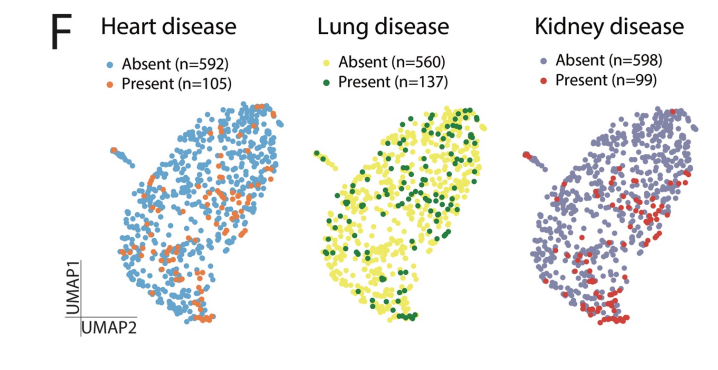 F
Heart disease
Absent (n=592)
Present (n=105)
Lung disease
Absent (n=560)
Present (n=137)
Kidney disease
Absent (n=598)
Present (n=99)
UMAP1
UMAP2